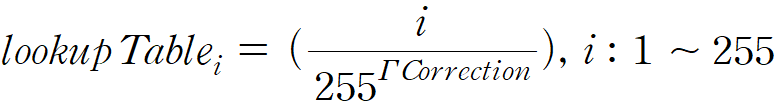 lookupTable_i = (i / 255^{ΓCorrection}), i : 1 ~ 255